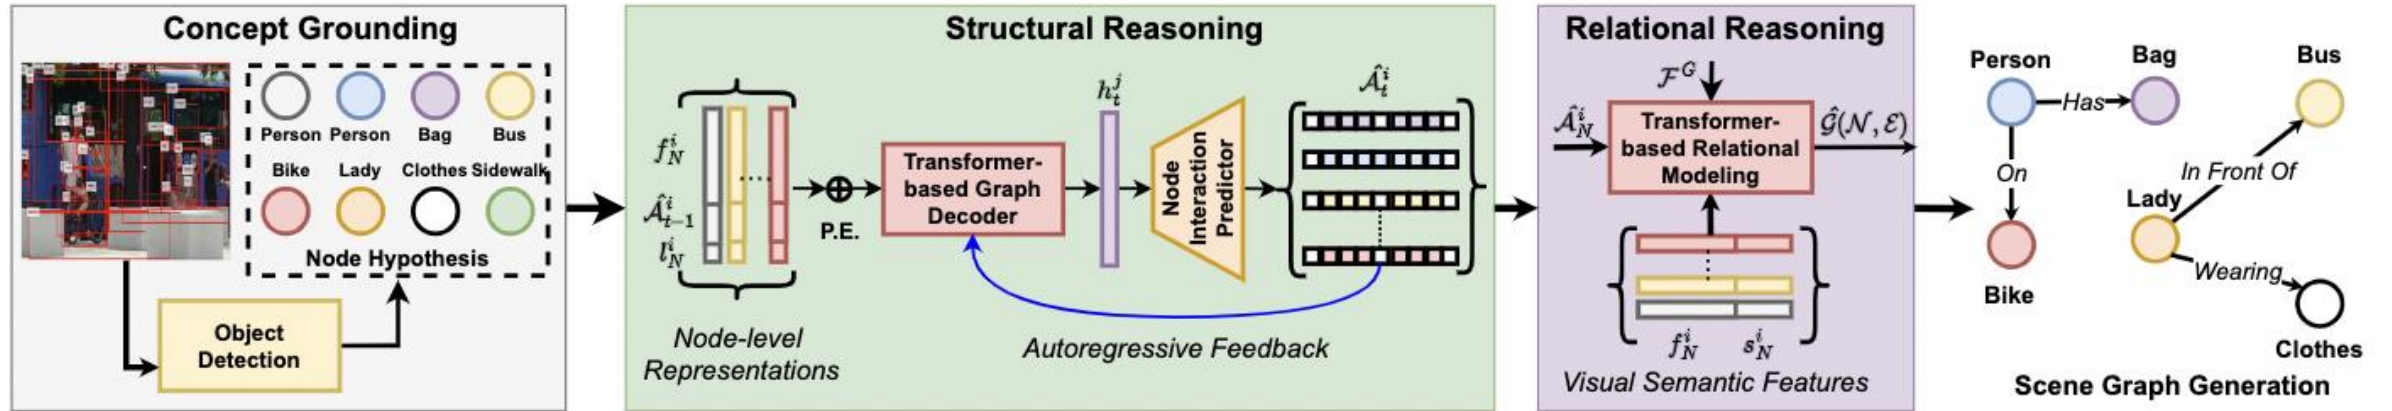 Concept Grounding
Person Person Bag Bus
Bike Lady Clothes Sidewalk
Node Hypothesis
Object
Detection
Structural Reasoning
f_N^i
Â_{t-1}^i
l_N^i
P.E.
Transformer-
based Graph
Decoder
h_t^j
Node
Interaction
Predictor
Â_t^i
Node-level
Representations
Autoregressive Feedback
Relational Reasoning
F^G
Â_N^i
Transformer-
based Relational
Modeling
Ĝ(N, E)
f_N^i s_N^i
Visual Semantic Features
Person
Has
Bag
Bus
On
In Front Of
Lady
Wearing
Bike
Clothes
Scene Graph Generation